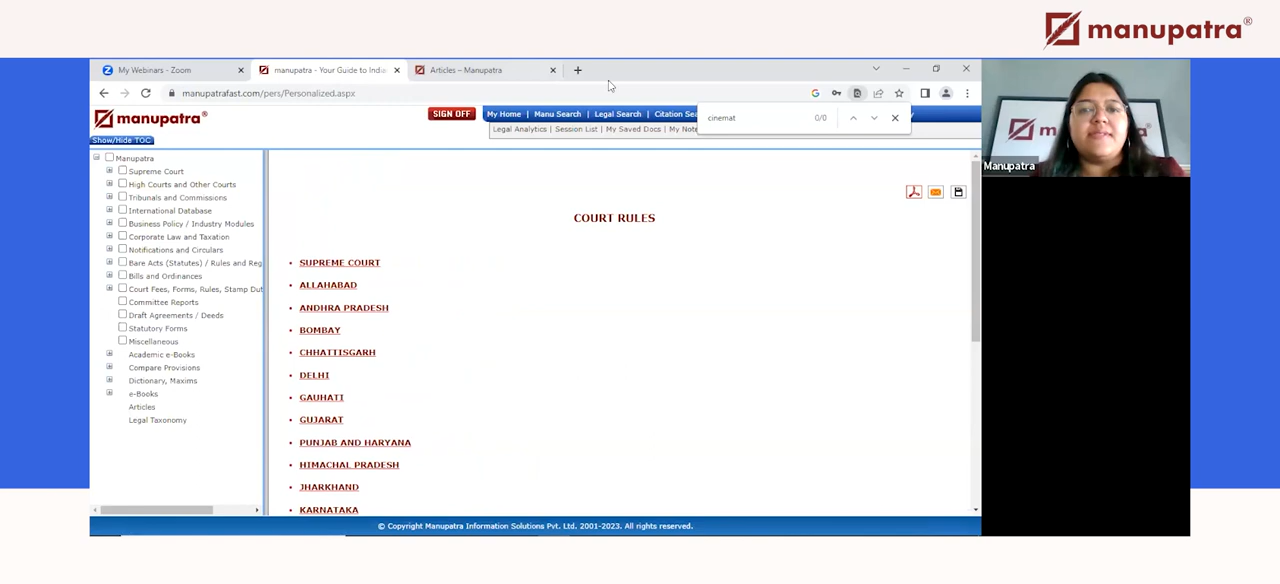 manupatra®
My Webinars - Zoom
manupatra - Your Guide to India
Articles – Manupatra
manupatrafast.com/pers/Personalized.aspx
manupatra®
SIGN OFF
My Home | Manu Search | Legal Search | Citation Sea
cinemat 0/0
Legal Analytics | Session List | My Saved Docs | My Note
Show/Hide TOC
Manupatra
Supreme Court
High Courts and Other Courts
Tribunals and Commissions
International Database
Business Policy / Industry Modules
Corporate Law and Taxation
Notifications and Circulars
Bare Acts (Statutes) / Rules and Reg
Bills and Ordinances
Court Fees, Forms, Rules, Stamp Dut
Committee Reports
Draft Agreements / Deeds
Statutory Forms
Miscellaneous
Academic e-Books
Compare Provisions
Dictionary, Maxims
e-Books
Articles
Legal Taxonomy
COURT RULES
SUPREME COURT
ALLAHABAD
ANDHRA PRADESH
BOMBAY
CHHATTISGARH
DELHI
GAUHATI
GUJARAT
PUNJAB AND HARYANA
HIMACHAL PRADESH
JHARKHAND
KARNATAKA
© Copyright Manupatra Information Solutions Pvt. Ltd. 2001-2023. All rights reserved.
Manupatra